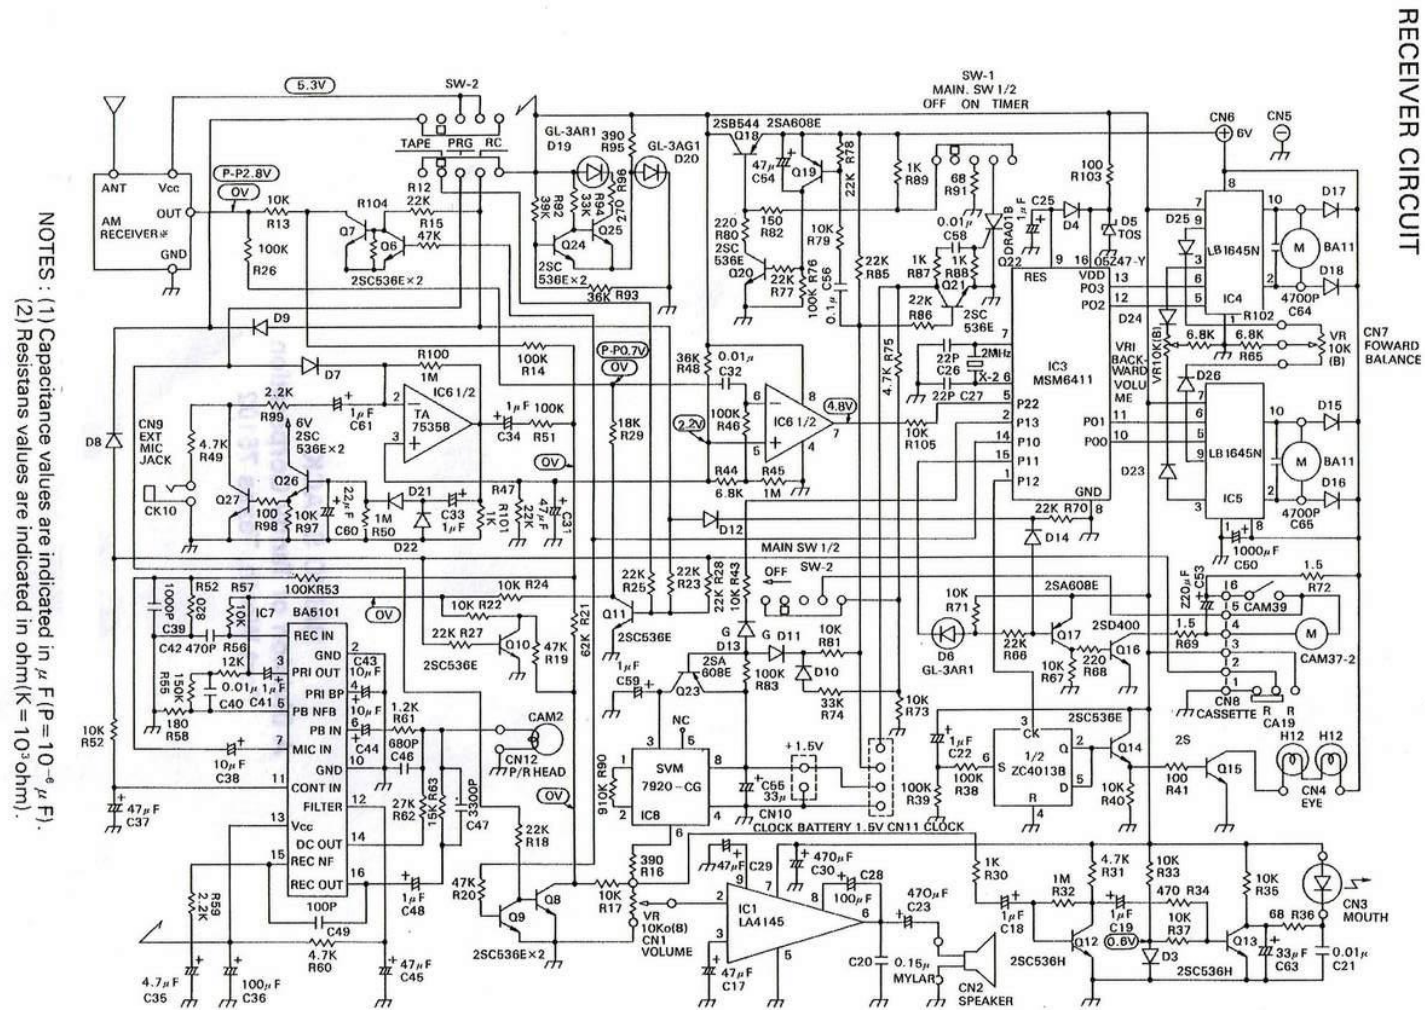 RECEIVER CIRCUIT
NOTES : (1) Capacitance values are indicated in μ F(P=10⁻⁶ μ F).
(2) Resistans values are indicated in ohm(K=10³ohm).
5.3V
SW-2
TAPE PRG RC
SW-1
MAIN. SW 1/2
OFF ON TIMER
ANT
Vcc
OUT
AM
RECEIVER※
GND
P-P2.8V
0V
10K
R13
100K
R26
R104
Q7
Q6
2SC536E×2
R12
22K
R15
47K
GL-3AR1
D19
390
R95
GL-3AG1
D20
R92
39K
R94
33K
R96
270
Q25
Q24
2SC
536E×2
36K R93
2SB544
2SA608E
Q18
47μ
C54
Q19
R78
22K
1K
R89
68
R91
220
R80
150
R82
10K
R79
2SC
536E
Q20
22K
R77
R76
100K
C56
0.1μ
22K
R85
0.01μ
C58
1K
R87
1K
R88
DRA01B
Q22
Q21
22K
R86
2SC
536E
C25
1μF
D4
100
R103
D5
TOS
05Z47-Y
RES
9
16
VDD
13
PO3
12
PO2
IC3
MSM6411
7
6
5
P22
2
P13
14
P10
15
P11
1
P12
PO1
11
PO0
10
GND
8
22P
C26
2MHz
X-2
22P C27
CN6
6V
CN5
D25
LB1645N
IC4
M
BA11
D17
D18
4700P
C64
D24
R102
6.8K
6.8K
R65
VR
10K
(B)
CN7
FOWARD
BALANCE
VR10K(B)
VRI
BACK-
WARD
VOLU
ME
D26
D23
LB1645N
IC5
M
BA11
D15
D16
4700P
C65
1000μF
C50
D9
D7
D8
R100
1M
IC6 1/2
TA
75358
100K
R14
2.2K
R99
1μF
C61
1μF
C34
100K
R51
6V
2SC
536E×2
CN9
EXT
MIC
JACK
4.7K
R49
CK10
Q26
Q27
100
R98
10K
R97
22μF
C60
1M
R50
D21
D22
C33
1μF
1K
R101
R47
22K
47μF
C31
P-P0.7V
0V
18K
R29
0V
36K
R48
0.01μ
C32
100K
R46
IC6 1/2
4.8V
2.2V
R44
6.8K
R45
1M
R75
4.7K
10K
R105
D12
22K R70
D14
MAIN SW 1/2
OFF
SW-2
22K
R25
22K
R23
R28
22K
R43
10K
10K R24
Q11
2SC536E
10K R22
22K R27
Q10
2SC536E
47K
R19
R21
62K
R52
R57
100KR53
1000P
C39
R28
10K
R56
C42 470P
IC7
BA5101
0V
REC IN
GND
PRI OUT
PRI BP
PB NFB
PB IN
MIC IN
GND
CONT IN
FILTER
Vcc
DC OUT
REC NF
REC OUT
R55
150K
12K
0.01μ
C40
1μF
C41
180
R58
10μF
C38
C43
10μF
10μF
C44
1.2K
R61
680P
C46
27K
R62
15K R63
3300P
C47
CAM2
CN12
P/R HEAD
10K
R52
47μF
C37
R59
2.2K
100P
C49
4.7K
R60
1μF
C48
4.7μF
C35
100μF
C36
47μF
C45
22K
R18
47K
R20
Q9
Q8
2SC536E×2
0V
10K
R17
390
R16
VR
10Ko(B)
CN1
VOLUME
1μF
C59
2SA
608E
Q23
D13
D11
D10
10K
R81
100K
R83
33K
R74
10K
R73
NC
SVM
7920-CG
IC8
910K R90
+1.5V
C55
33μ
CN10
CLOCK BATTERY 1.5V CN11 CLOCK
47μF
C29
IC1
LA4145
470μF
C30
C28
100μF
47μF
C17
470μF
C23
C20
0.15μ
MYLAR
CN2
SPEAKER
10K
R71
D6
GL-3AR1
22K
R66
2SA608E
Q17
2SD400
10K
R67
220
R68
Q16
1.5
R69
220μF
C53
CAM39
1.5
R72
M
CAM37-2
CN8
CASSETTE
R R
CA19
1μF
C22
100K
R38
100K
R39
CK
1/2
ZC4013B
S
Q
D
R
2SC536E
Q14
10K
R40
100
R41
2S
Q15
H12 H12
CN4
EYE
1K
R30
1μF
C18
1M
R32
4.7K
R31
1μF
C19
10K
R33
470 R34
10K
R37
0.6V
Q12
2SC536H
D3
Q13
2SC536H
10K
R35
68 R36
33μF
C63
0.01μ
C21
CN3
MOUTH